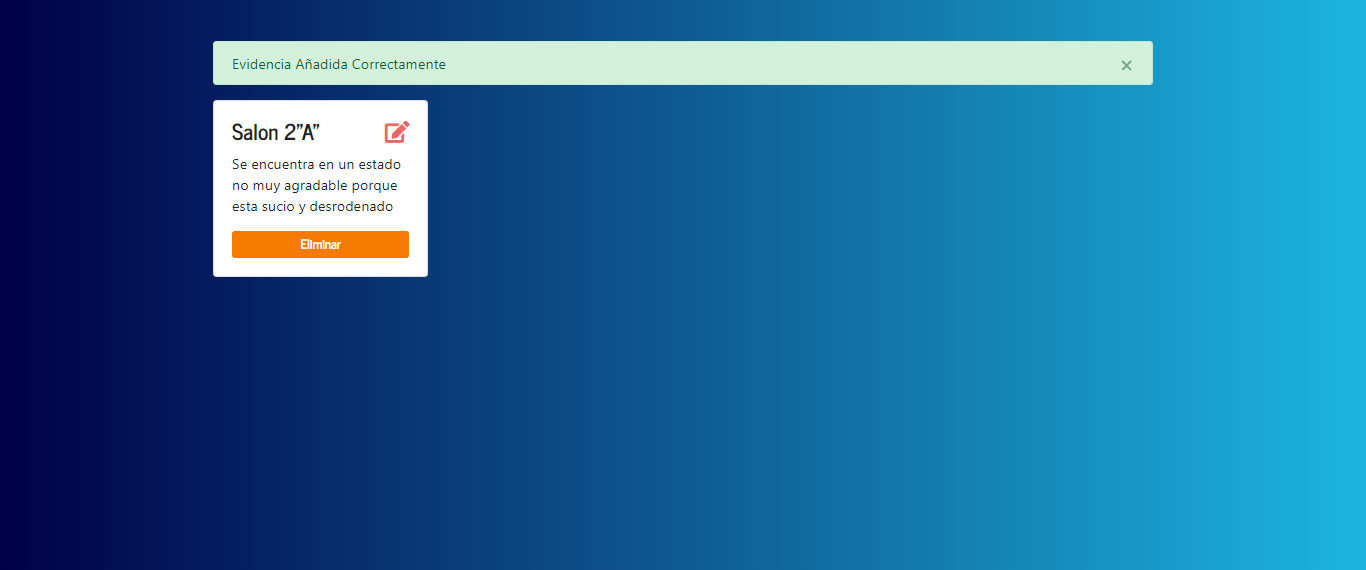 Evidencia Añadida Correctamente ×
Salon 2”A”
Se encuentra en un estado
no muy agradable porque
esta sucio y desrodenado
Eliminar